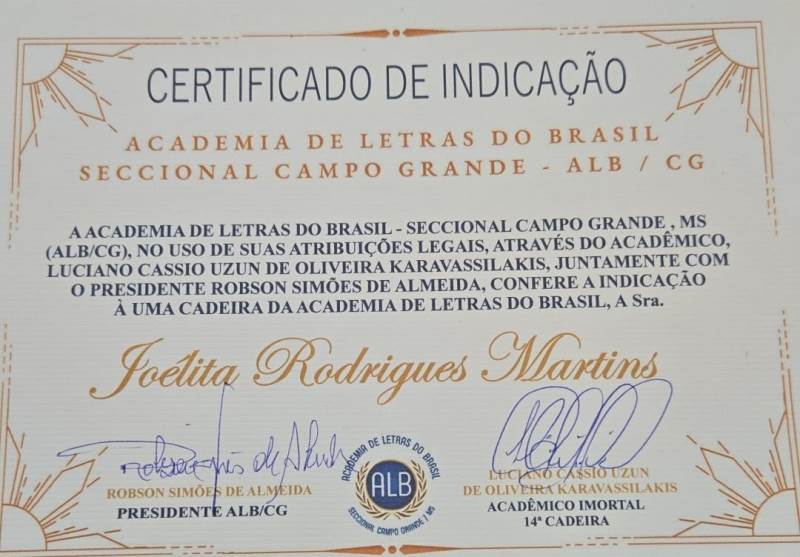 CERTIFICADO DE INDICAÇÃO
ACADEMIA DE LETRAS DO BRASIL
SECCIONAL CAMPO GRANDE - ALB / CG
A ACADEMIA DE LETRAS DO BRASIL - SECCIONAL CAMPO GRANDE , MS
(ALB/CG), NO USO DE SUAS ATRIBUIÇÕES LEGAIS, ATRAVÉS DO ACADÊMICO,
LUCIANO CASSIO UZUN DE OLIVEIRA KARAVASSILAKIS, JUNTAMENTE COM
O PRESIDENTE ROBSON SIMÕES DE ALMEIDA, CONFERE A INDICAÇÃO
À UMA CADEIRA DA ACADEMIA DE LETRAS DO BRASIL, A Sra.
Joélita Rodrigues Martins
ROBSON SIMÕES DE ALMEIDA
PRESIDENTE ALB/CG
ACADEMIA DE LETRAS DO BRASIL
ALB
SECCIONAL CAMPO GRANDE / MS
LUCIANO CASSIO UZUN
DE OLIVEIRA KARAVASSILAKIS
ACADÊMICO IMORTAL
14ª CADEIRA